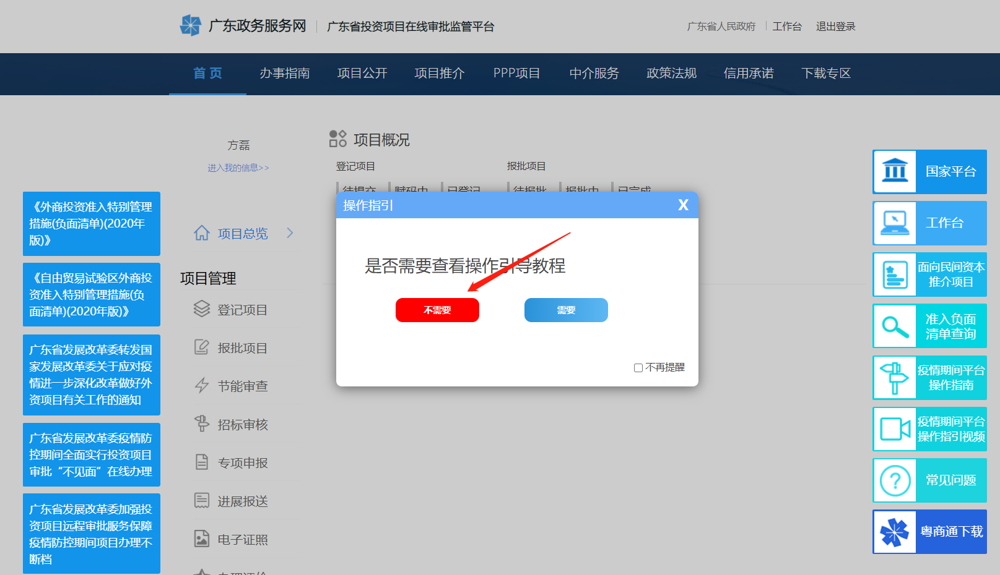 广东政务服务网
广东省投资项目在线审批监管平台
广东省人民政府
工作台
退出登录
首 页
办事指南
项目公开
项目推介
PPP项目
中介服务
政策法规
信用承诺
下载专区
方磊
进入我的信息>>
项目总览
项目管理
登记项目
报批项目
节能审查
招标审核
专项申报
进展报送
电子证照
办理评价
《外商投资准入特别管理
措施(负面清单)(2020年
版)》
《自由贸易试验区外商投
资准入特别管理措施(负
面清单)(2020年版)》
广东省发展改革委转发国
家发展改革委关于应对疫
情进一步深化改革做好外
资项目有关工作的通知
广东省发展改革委疫情防
控期间全面实行投资项目
审批“不见面”在线办理
广东省发展改革委加强投
资项目远程审批服务保障
疫情防控期间项目办理不
断档
项目概况
登记项目
报批项目
待提交
赋码中
已登记
待报批
报批中
已完成
操作指引
X
是否需要查看操作引导教程
不需要
需要
不再提醒
国家平台
工作台
面向民间资本
推介项目
准入负面
清单查询
疫情期间平台
操作指南
疫情期间平台
操作指引视频
常见问题
粤商通下载